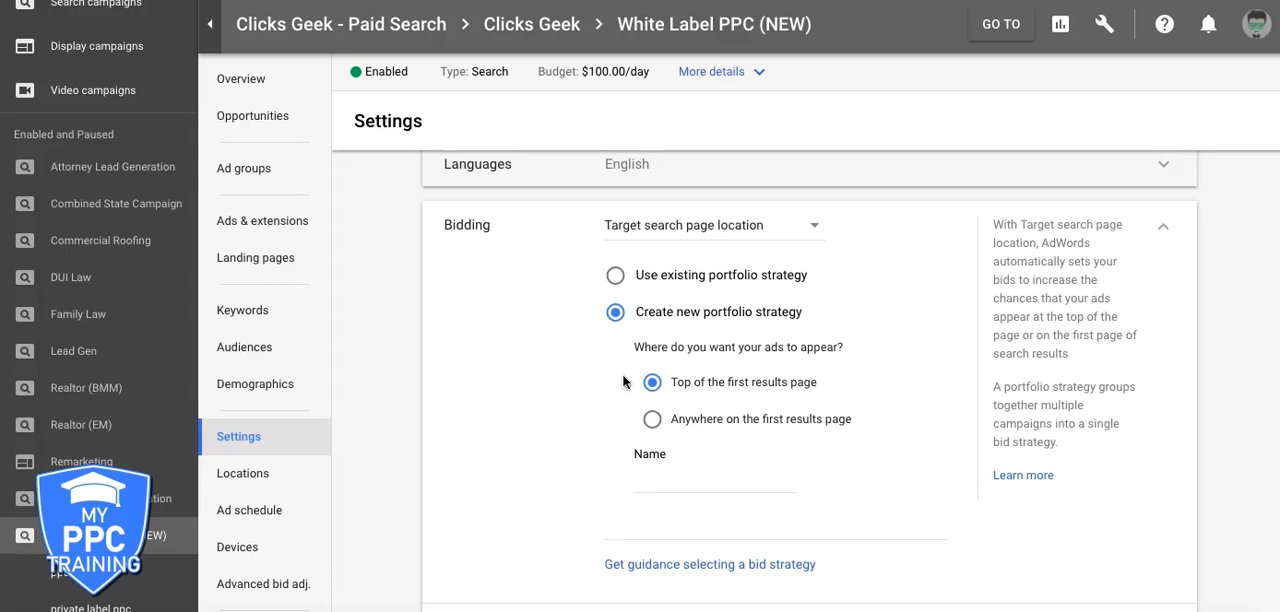 Search campaigns
Display campaigns
Video campaigns
Enabled and Paused
Attorney Lead Generation
Combined State Campaign
Commercial Roofing
DUI Law
Family Law
Lead Gen
Realtor (BMM)
Realtor (EM)
Remarketing
EW)
private label ppc
MY
PPC
TRAINING
Clicks Geek - Paid Search > Clicks Geek > White Label PPC (NEW)
GO TO
Overview
Opportunities
Ad groups
Ads & extensions
Landing pages
Keywords
Audiences
Demographics
Settings
Locations
Ad schedule
Devices
Advanced bid adj.
Enabled Type: Search Budget: $100.00/day More details
Settings
Languages English
Bidding Target search page location
Use existing portfolio strategy
Create new portfolio strategy
Where do you want your ads to appear?
Top of the first results page
Anywhere on the first results page
Name
Get guidance selecting a bid strategy
With Target search page
location, AdWords
automatically sets your
bids to increase the
chances that your ads
appear at the top of the
page or on the first page of
search results
A portfolio strategy groups
together multiple
campaigns into a single
bid strategy.
Learn more